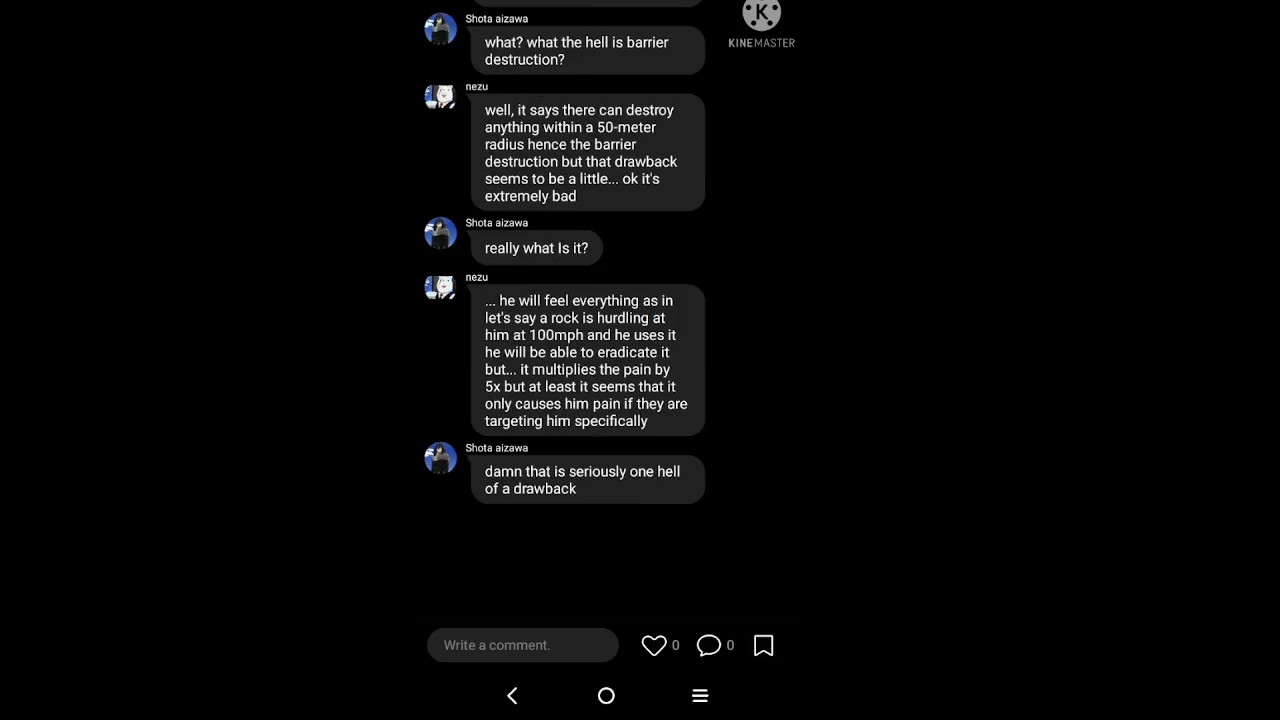 Shota aizawa
K
KINEMASTER
what? what the hell is barrier
destruction?
nezu
well, it says there can destroy
anything within a 50-meter
radius hence the barrier
destruction but that drawback
seems to be a little... ok it's
extremely bad
Shota aizawa
really what Is it?
nezu
... he will feel everything as in
let's say a rock is hurdling at
him at 100mph and he uses it
he will be able to eradicate it
but... it multiplies the pain by
5x but at least it seems that it
only causes him pain if they are
targeting him specifically
Shota aizawa
damn that is seriously one hell
of a drawback
Write a comment.
0
0